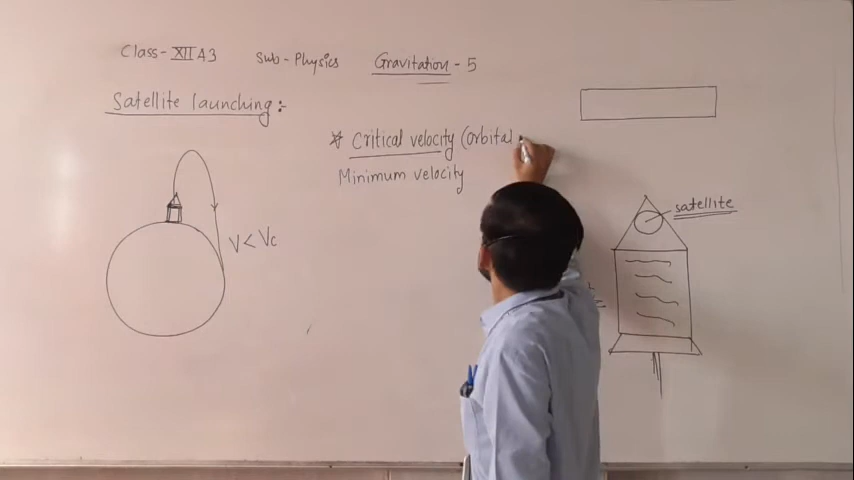 Class-XII A3 Sub-Physics Gravitation-5
Satellite launching:-
* Critical velocity (Orbital
Minimum velocity
V < Vc
satellite